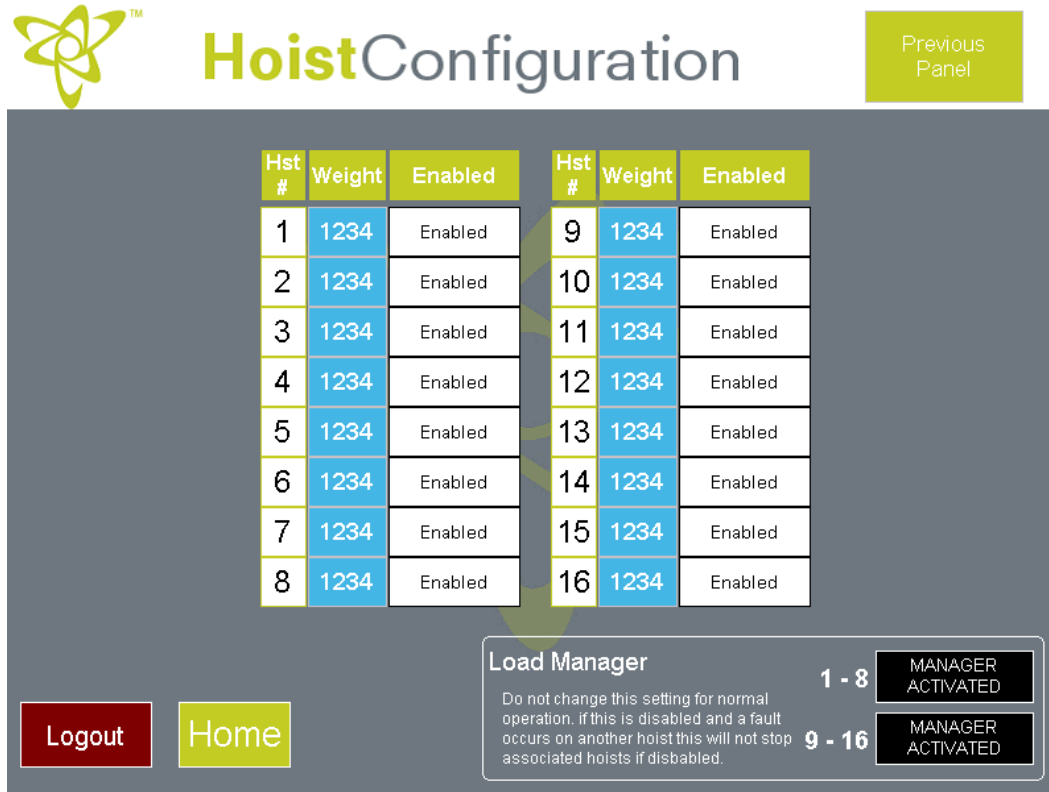 TM
HoistConfiguration
Previous
Panel
Hst
#
Weight
Enabled
Hst
#
Weight
Enabled
1 1234 Enabled
9 1234 Enabled
2 1234 Enabled
10 1234 Enabled
3 1234 Enabled
11 1234 Enabled
4 1234 Enabled
12 1234 Enabled
5 1234 Enabled
13 1234 Enabled
6 1234 Enabled
14 1234 Enabled
7 1234 Enabled
15 1234 Enabled
8 1234 Enabled
16 1234 Enabled
Load Manager
Do not change this setting for normal
operation. if this is disabled and a fault
occurs on another hoist this will not stop
associated hoists if disbabled.
1 - 8
MANAGER
ACTIVATED
9 - 16
MANAGER
ACTIVATED
Logout
Home